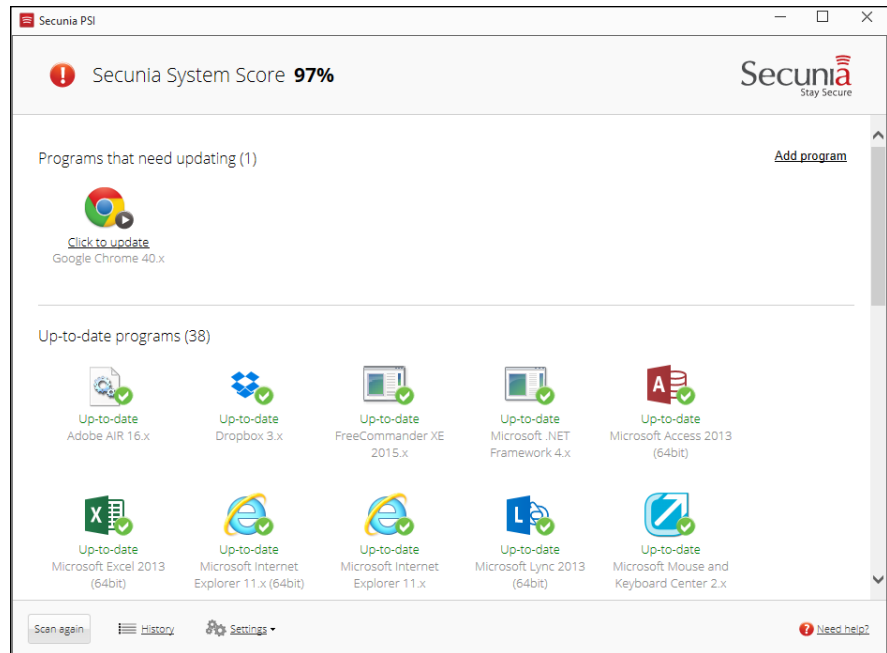 Secunia PSI
Secunia System Score 97%
Secunia
Stay Secure
Programs that need updating (1)
Add program
Click to update
Google Chrome 40.x
Up-to-date programs (38)
Up-to-date Up-to-date Up-to-date Up-to-date Up-to-date
Adobe AIR 16.x Dropbox 3.x FreeCommander XE Microsoft .NET Microsoft Access 2013
2015.x Framework 4.x (64bit)
Up-to-date Up-to-date Up-to-date Up-to-date Up-to-date
Microsoft Excel 2013 Microsoft Internet Microsoft Internet Microsoft Lync 2013 Microsoft Mouse and
(64bit) Explorer 11.x (64bit) Explorer 11.x (64bit) Keyboard Center 2.x
Scan again History Settings Need help?